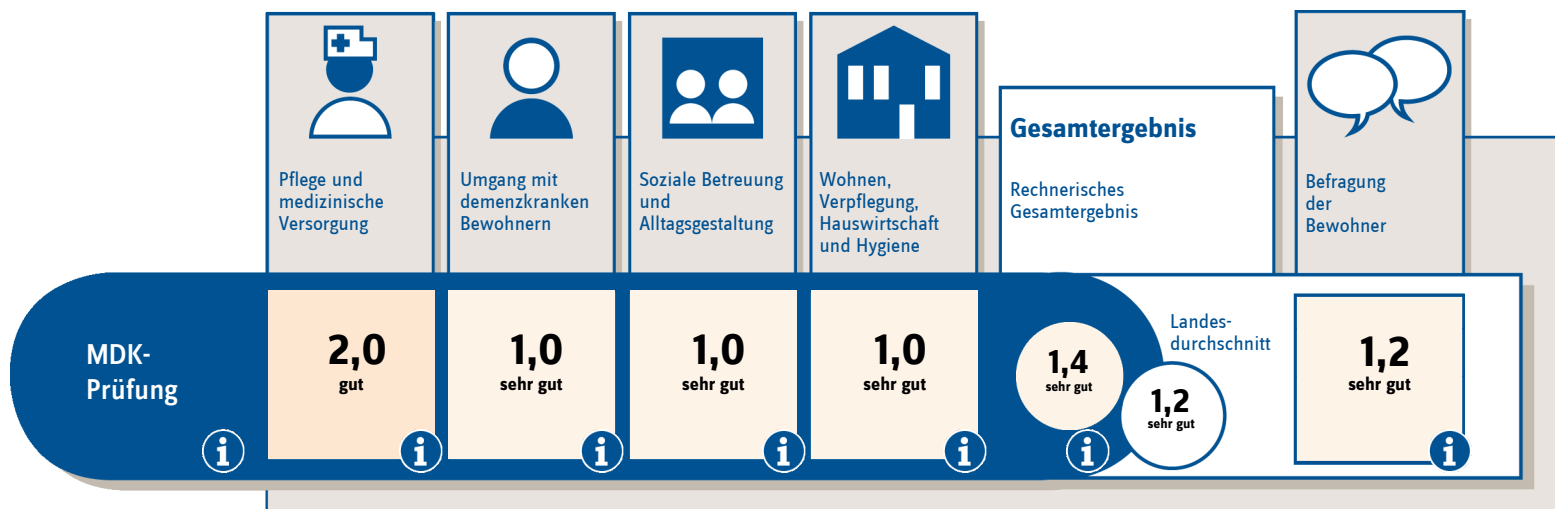 Pflege und
medizinische
Versorgung
Umgang mit
demenzkranken
Bewohnern
Soziale Betreuung
und
Alltagsgestaltung
Wohnen,
Verpflegung,
Hauswirtschaft
und Hygiene
Gesamtergebnis
Rechnerisches
Gesamtergebnis
Befragung
der
Bewohner
MDK-
Prüfung
i
2,0
gut
i
1,0
sehr gut
i
1,0
sehr gut
i
1,0
sehr gut
i
1,4
sehr gut
i
Landes-
durchschnitt
1,2
sehr gut
1,2
sehr gut
i